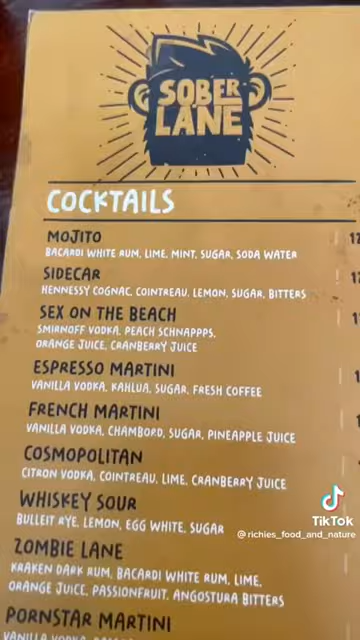 SOBER
LANE
COCKTAILS
MOJITO
BACARDI WHITE RUM, LIME, MINT, SUGAR, SODA WATER
SIDECAR
HENNESSY COGNAC, COINTREAU, LEMON, SUGAR, BITTERS
SEX ON THE BEACH
SMIRNOFF VODKA, PEACH SCHNAPPPS,
ORANGE JUICE, CRANBERRY JUICE
ESPRESSO MARTINI
VANILLA VODKA, KAHLUA, SUGAR, FRESH COFFEE
FRENCH MARTINI
VANILLA VODKA, CHAMBORD, SUGAR, PINEAPPLE JUICE
COSMOPOLITAN
CITRON VODKA, COINTREAU, LIME, CRANBERRY JUICE
WHISKEY SOUR
BULLEIT RYE, LEMON, EGG WHITE, SUGAR
TikTok
@richies_food_and_nature
ZOMBIE LANE
KRAKEN DARK RUM, BACARDI WHITE RUM, LIME,
ORANGE JUICE, PASSIONFRUIT, ANGOSTURA BITTERS
PORNSTAR MARTINI
VANILLA VODKA,